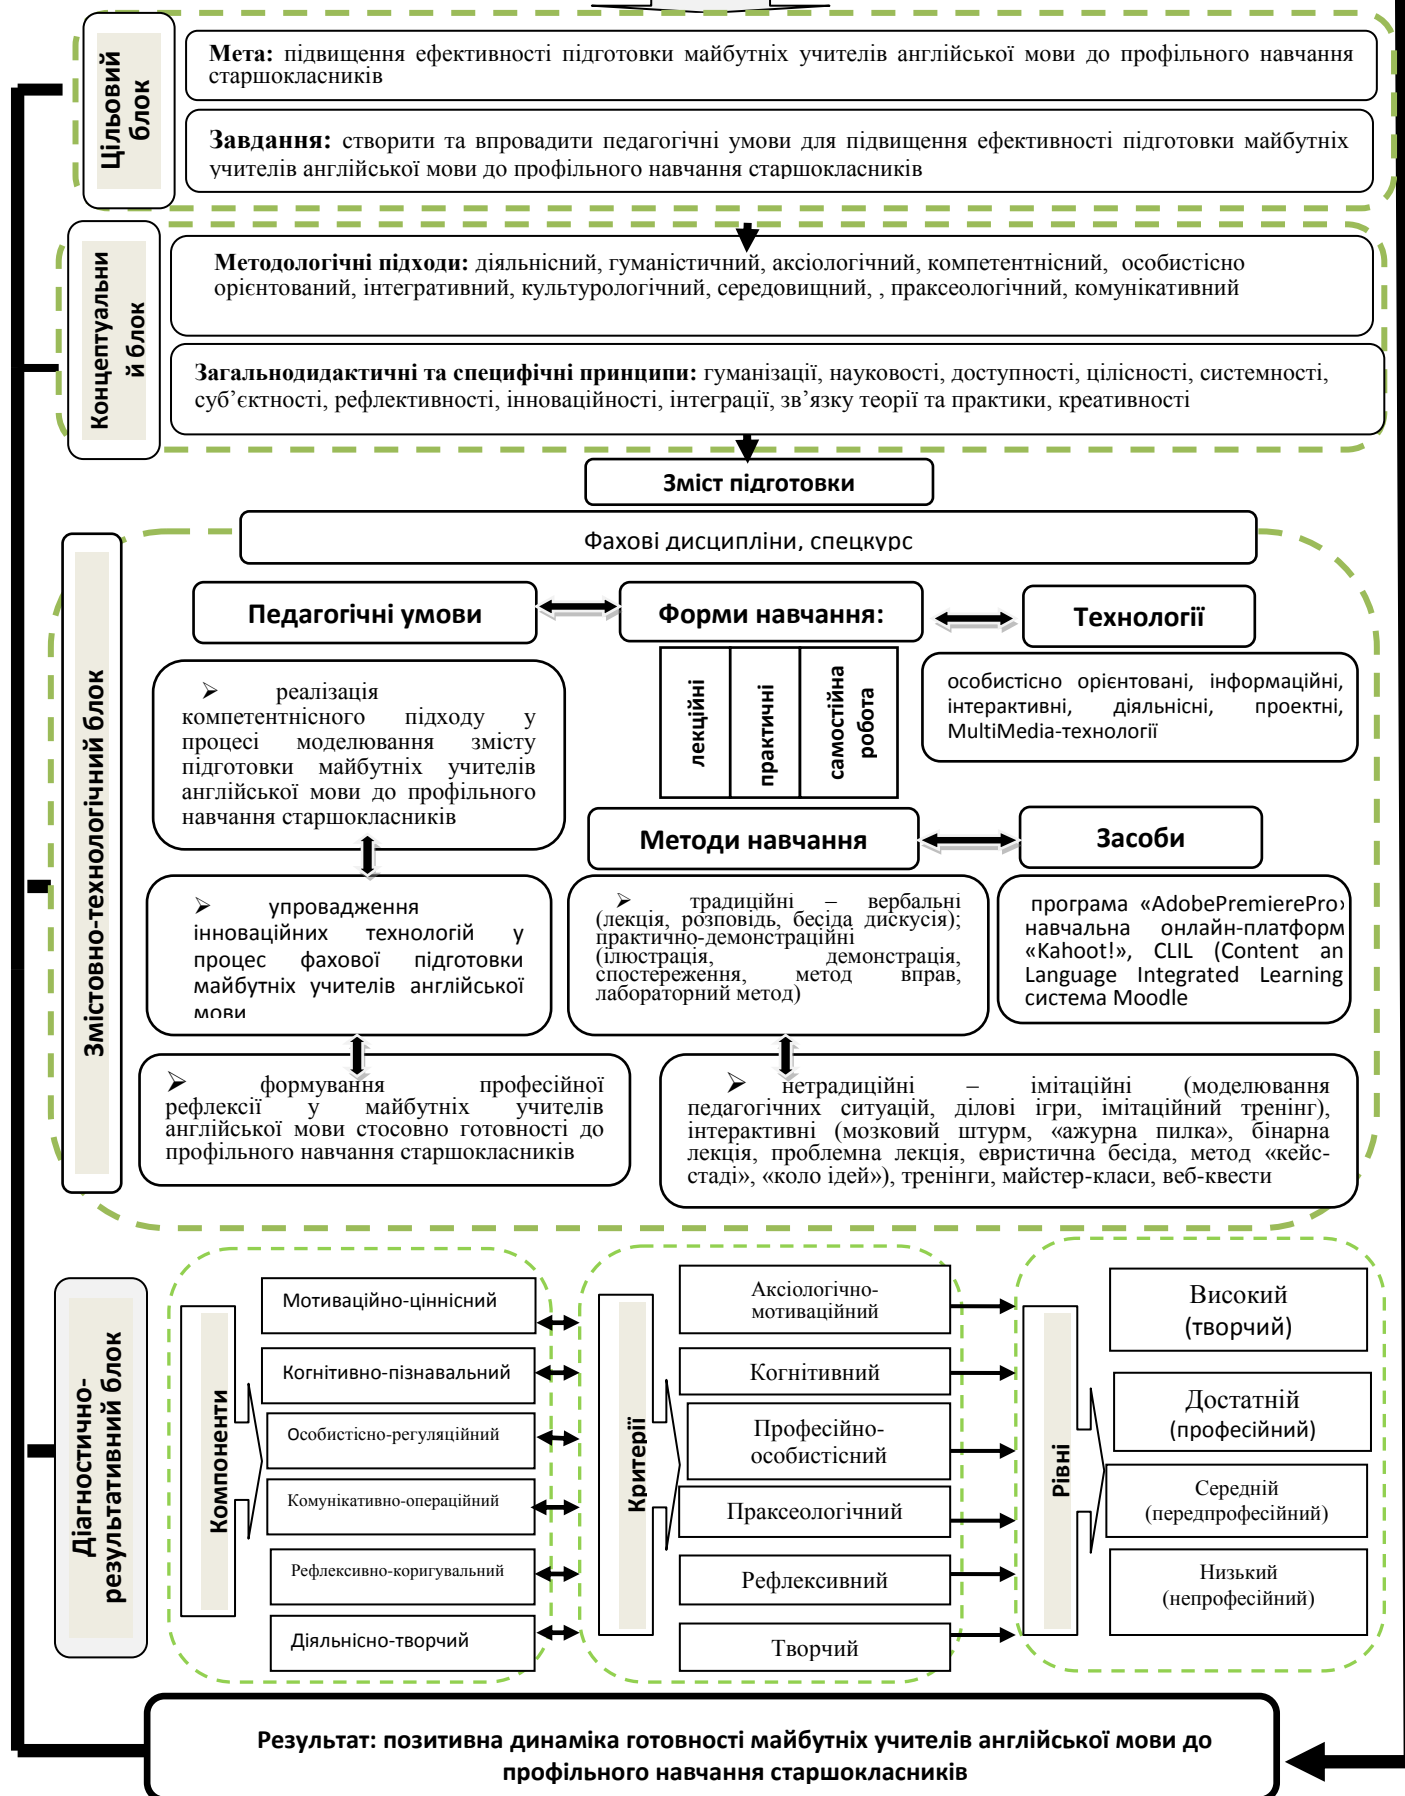 Цільовий
блок
Мета: підвищення ефективності підготовки майбутніх учителів англійської мови до профільного навчання
старшокласників
Завдання: створити та впровадити педагогічні умови для підвищення ефективності підготовки майбутніх
учителів англійської мови до профільного навчання старшокласників
Концептуальни
й блок
Методологічні підходи: діяльнісний, гуманістичний, аксіологічний, компетентнісний, особистісно
орієнтований, інтегративний, культурологічний, середовищний, , праксеологічний, комунікативний
Загальнодидактичні та специфічні принципи: гуманізації, науковості, доступності, цілісності, системності,
суб’єктності, рефлективності, інноваційності, інтеграції, зв’язку теорії та практики, креативності
Зміст підготовки
Змістовно-технологічний блок
Фахові дисципліни, спецкурс
Педагогічні умови
Форми навчання:
Технології
➢ реалізація
компетентнісного підходу у
процесі моделювання змісту
підготовки майбутніх учителів
англійської мови до профільного
навчання старшокласників
лекційні
практичні
самостійна
робота
особистісно орієнтовані, інформаційні,
інтерактивні, діяльнісні, проектні,
MultiMedia-технології
Методи навчання
Засоби
➢ упровадження
інноваційних технологій у
процес фахової підготовки
майбутніх учителів англійської
мови
➢ традиційні – вербальні
(лекція, розповідь, бесіда дискусія);
практично-демонстраційні
(ілюстрація, демонстрація,
спостереження, метод вправ,
лабораторний метод)
програма «AdobePremierePro»
навчальна онлайн-платформ
«Kahoot!», CLIL (Content an
Language Integrated Learning
система Moodle
➢ формування професійної
рефлексії у майбутніх учителів
англійської мови стосовно готовності до
профільного навчання старшокласників
➢ нетрадиційні – імітаційні (моделювання
педагогічних ситуацій, ділові ігри, імітаційний тренінг),
інтерактивні (мозковий штурм, «ажурна пилка», бінарна
лекція, проблемна лекція, евристична бесіда, метод «кейс-
стаді», «коло ідей»), тренінги, майстер-класи, веб-квести
Діагностично-
результативний блок
Компоненти
Мотиваційно-ціннісний
Когнітивно-пізнавальний
Особистісно-регуляційний
Комунікативно-операційний
Рефлексивно-коригувальний
Діяльнісно-творчий
Критерії
Аксіологічно-
мотиваційний
Когнітивний
Професійно-
особистісний
Праксеологічний
Рефлексивний
Творчий
Рівні
Високий
(творчий)
Достатній
(професійний)
Середній
(передпрофесійний)
Низький
(непрофесійний)
Результат: позитивна динаміка готовності майбутніх учителів англійської мови до
профільного навчання старшокласників